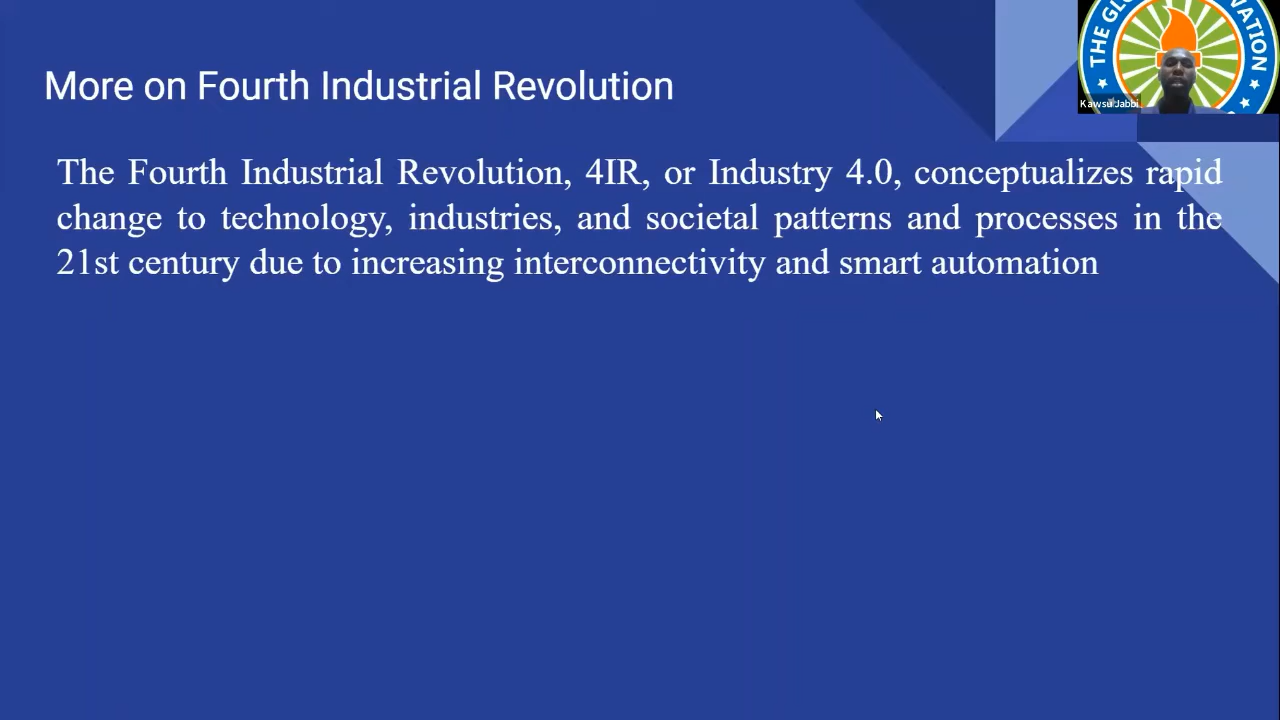 More on Fourth Industrial Revolution
The Fourth Industrial Revolution, 4IR, or Industry 4.0, conceptualizes rapid
change to technology, industries, and societal patterns and processes in the
21st century due to increasing interconnectivity and smart automation
THE
Kawsu Jabbi